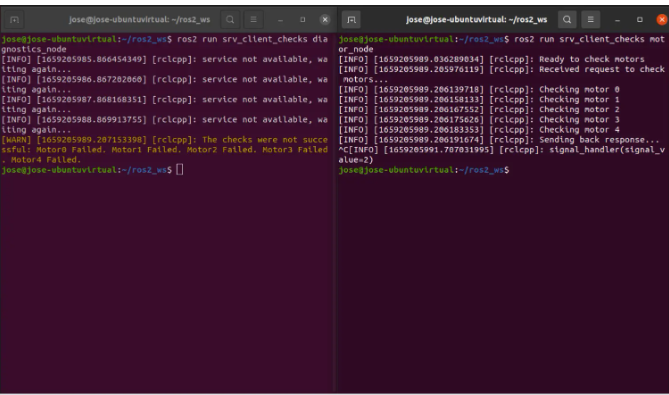 jose@jose-ubuntuvirtual: ~/ros2_ws
jose@jose-ubuntuvirtual:~/ros2_ws$ ros2 run srv_client_checks dia
gnostics_node
[INFO] [1659205985.866454349] [rclcpp]: service not available, wa
iting again...
[INFO] [1659205986.867202060] [rclcpp]: service not available, wa
iting again...
[INFO] [1659205987.868168351] [rclcpp]: service not available, wa
iting again...
[INFO] [1659205988.869913755] [rclcpp]: service not available, wa
iting again...
[WARN] [1659205989.207153398] [rclcpp]: The checks were not succe
ssful: Motor0 Failed. Motor1 Failed. Motor2 Failed. Motor3 Failed
. Motor4 Failed.
jose@jose-ubuntuvirtual:~/ros2_ws$
jose@jose-ubuntuvirtual: ~/ros2_ws
jose@jose-ubuntuvirtual:~/ros2_ws$ ros2 run srv_client_checks mot
or_node
[INFO] [1659205989.036289034] [rclcpp]: Ready to check motors
[INFO] [1659205989.205976119] [rclcpp]: Received request to check
motors...
[INFO] [1659205989.206139718] [rclcpp]: Checking motor 0
[INFO] [1659205989.206158133] [rclcpp]: Checking motor 1
[INFO] [1659205989.206167552] [rclcpp]: Checking motor 2
[INFO] [1659205989.206175626] [rclcpp]: Checking motor 3
[INFO] [1659205989.206183353] [rclcpp]: Checking motor 4
[INFO] [1659205989.206191674] [rclcpp]: Sending back response...
^C[INFO] [1659205991.707031995] [rclcpp]: signal_handler(signal_v
alue=2)
jose@jose-ubuntuvirtual:~/ros2_ws$